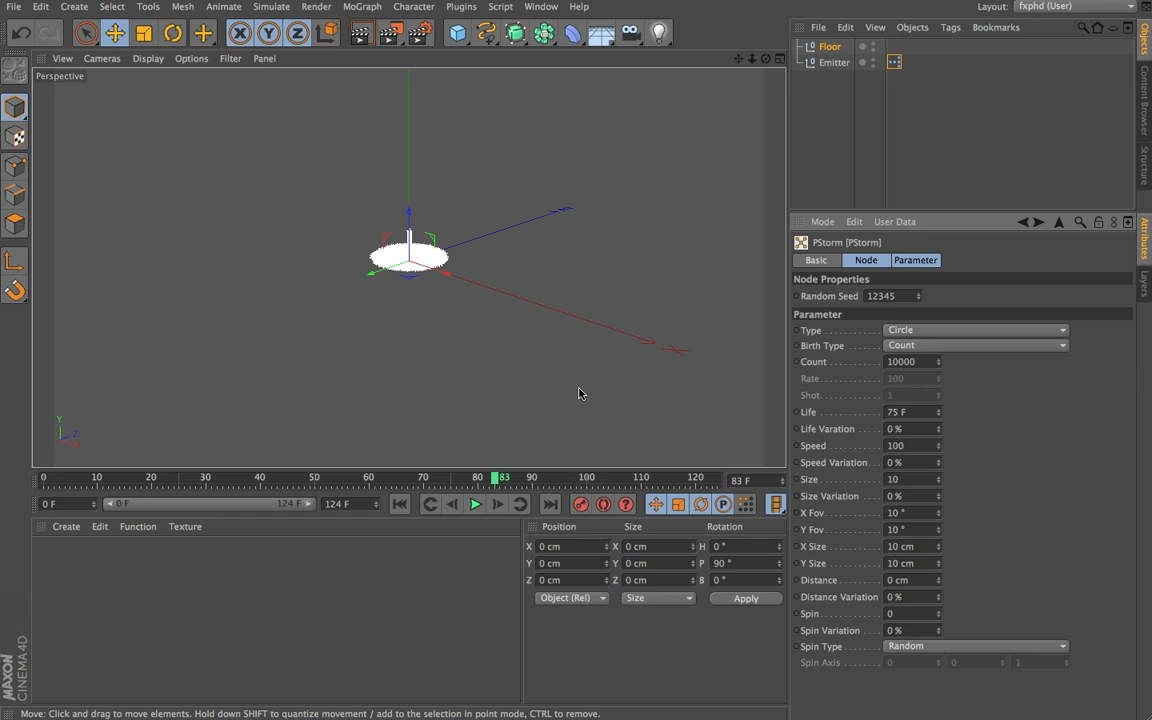 File Edit Create Select Tools Mesh Animate Simulate Render MoGraph Character Plugins Script Window Help Layout: fxphd (User)
File Edit View Objects Tags Bookmarks
View Cameras Display Options Filter Panel
Perspective
Floor
Emitter
Objects
Content Browser
Structure
Mode Edit User Data
PStorm [PStorm]
Basic Node Parameter
Attributes
Layers
Node Properties
Random Seed 12345
Parameter
Type Circle
Birth Type Count
Count 10000
Rate 100
Shot 1
Life 75 F
Life Varation 0 %
Speed 100
Speed Variation 0 %
Size 10
Size Variation 0 %
X Fov 10 °
Y Fov 10 °
X Size 10 cm
Y Size 10 cm
Distance 0 cm
Distance Variation 0 %
Spin 0
Spin Variation 0 %
Spin Type Random
Spin Axis 0 0 1
Y
Z
X
0 10 20 30 40 50 60 70 83 90 100 110 120 83 F
0 F 0 F 124 F 124 F
Create Edit Function Texture
Position Size Rotation
X 0 cm X 0 cm H 0 °
Y 0 cm Y 0 cm P 90 °
Z 0 cm Z 0 cm B 0 °
Object (Rel) Size Apply
MAXON
CINEMA 4D
Move: Click and drag to move elements. Hold down SHIFT to quantize movement / add to the selection in point mode, CTRL to remove.